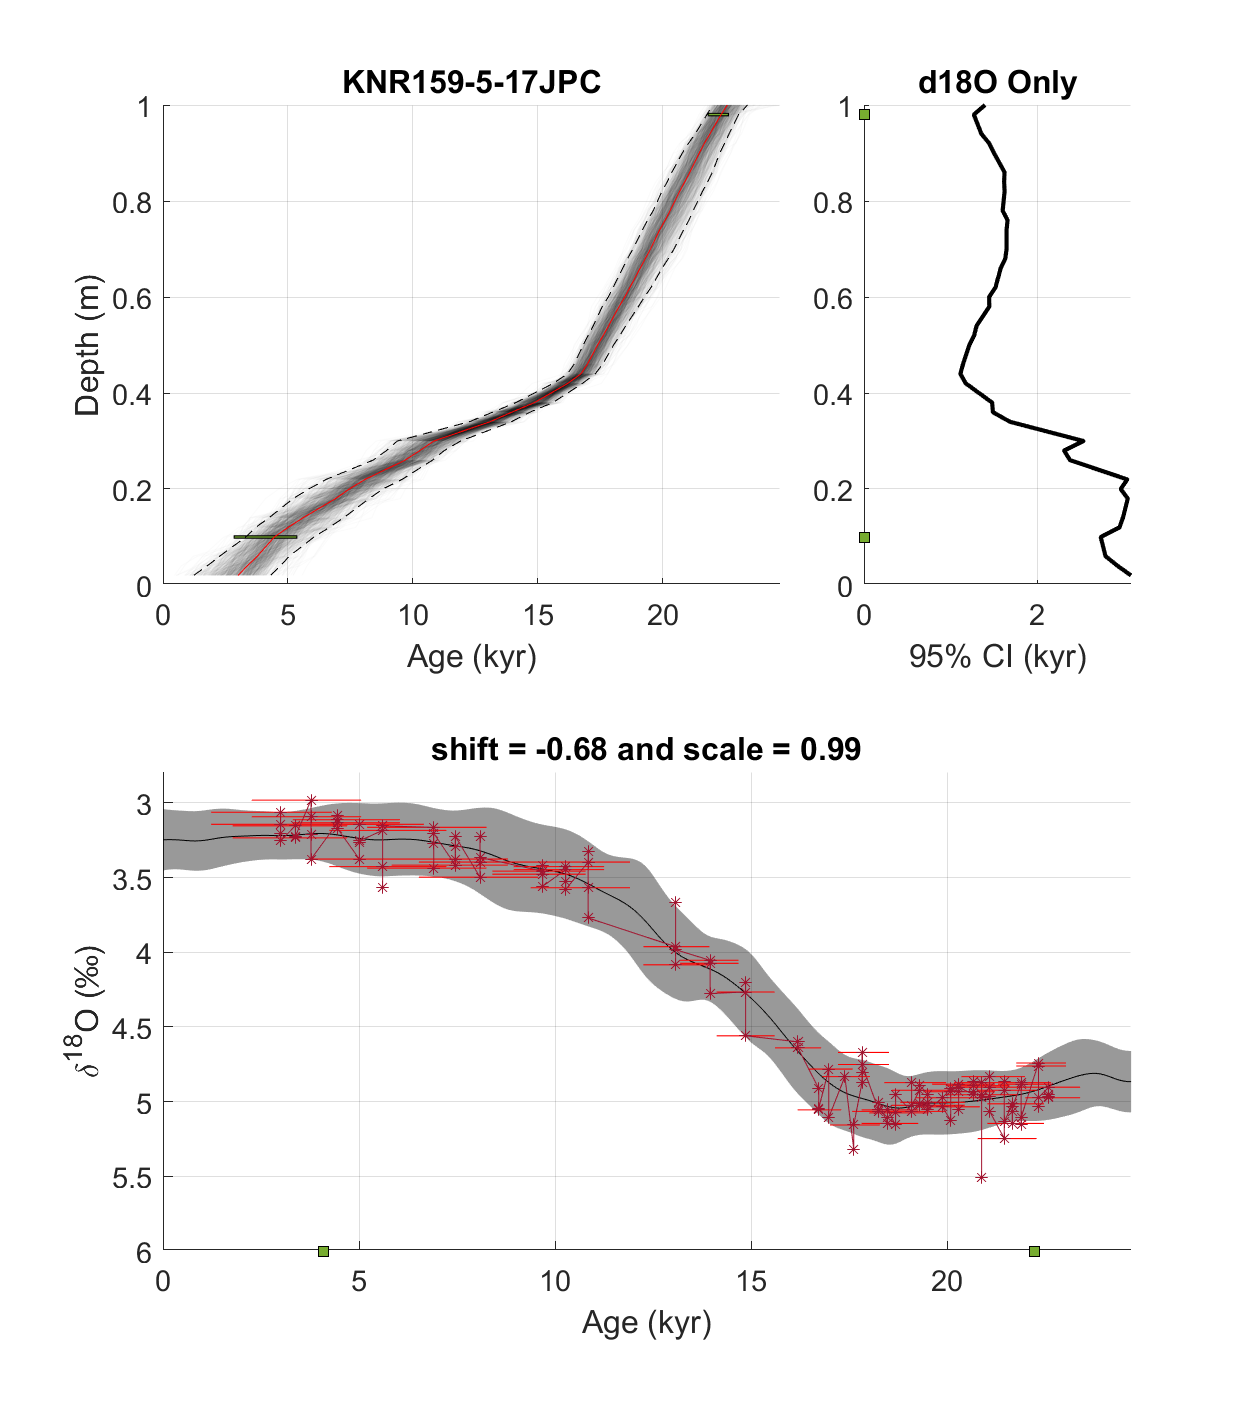 KNR159-5-17JPC
d18O Only
1
0.8
0.6
0.4
0.2
0
Depth (m)
0 5 10 15 20
Age (kyr)
1
0.8
0.6
0.4
0.2
0
0 2
95% CI (kyr)
shift = -0.68 and scale = 0.99
3
3.5
4
4.5
5
5.5
6
δ18O (‰)
0 5 10 15 20
Age (kyr)